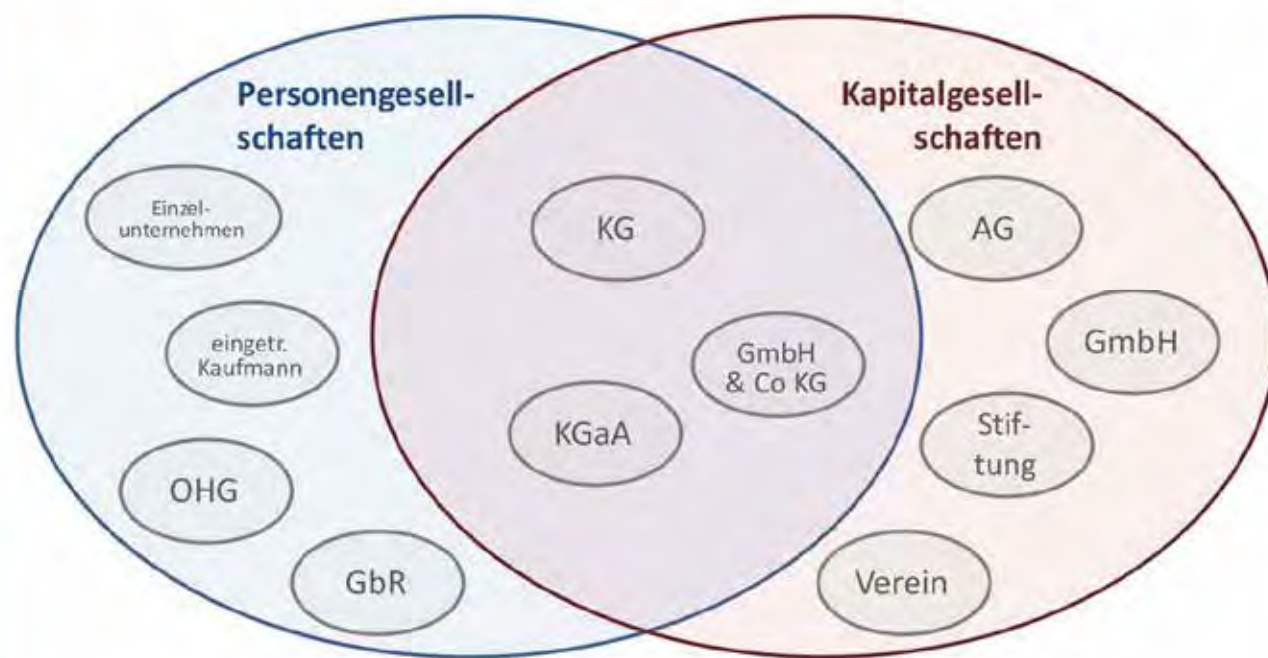 Personengesell-
schaften
Kapitalgesell-
schaften
Einzel-
unternehmen
KG
AG
eingetr.
Kaufmann
GmbH
& Co KG
GmbH
KGaA
Stif-
tung
OHG
GbR
Verein